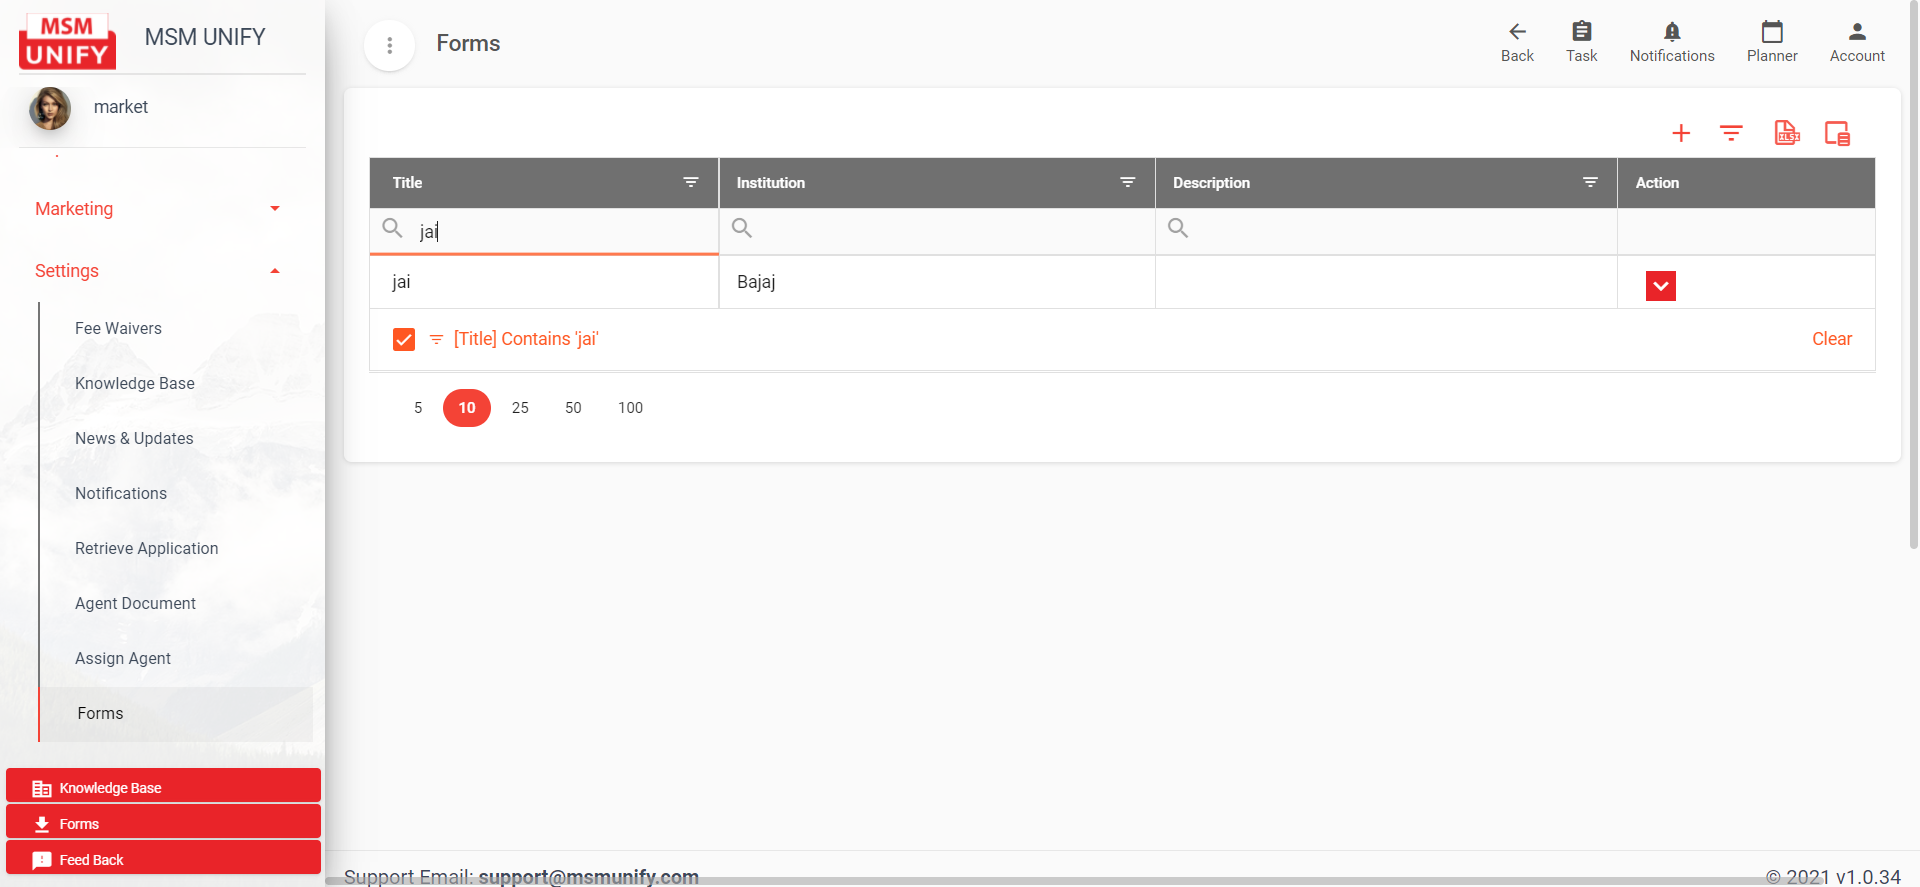 MSM
UNIFY
MSM UNIFY
market
Marketing
Settings
Fee Waivers
Knowledge Base
News & Updates
Notifications
Retrieve Application
Agent Document
Assign Agent
Forms
Knowledge Base
Forms
Feed Back
Forms
Back
Task
Notifications
Planner
Account
Title
Institution
Description
Action
jai
jai
Bajaj
[Title] Contains 'jai'
Clear
5 10 25 50 100
Support Email: support@msmunify.com
© 2021 v1.0.34